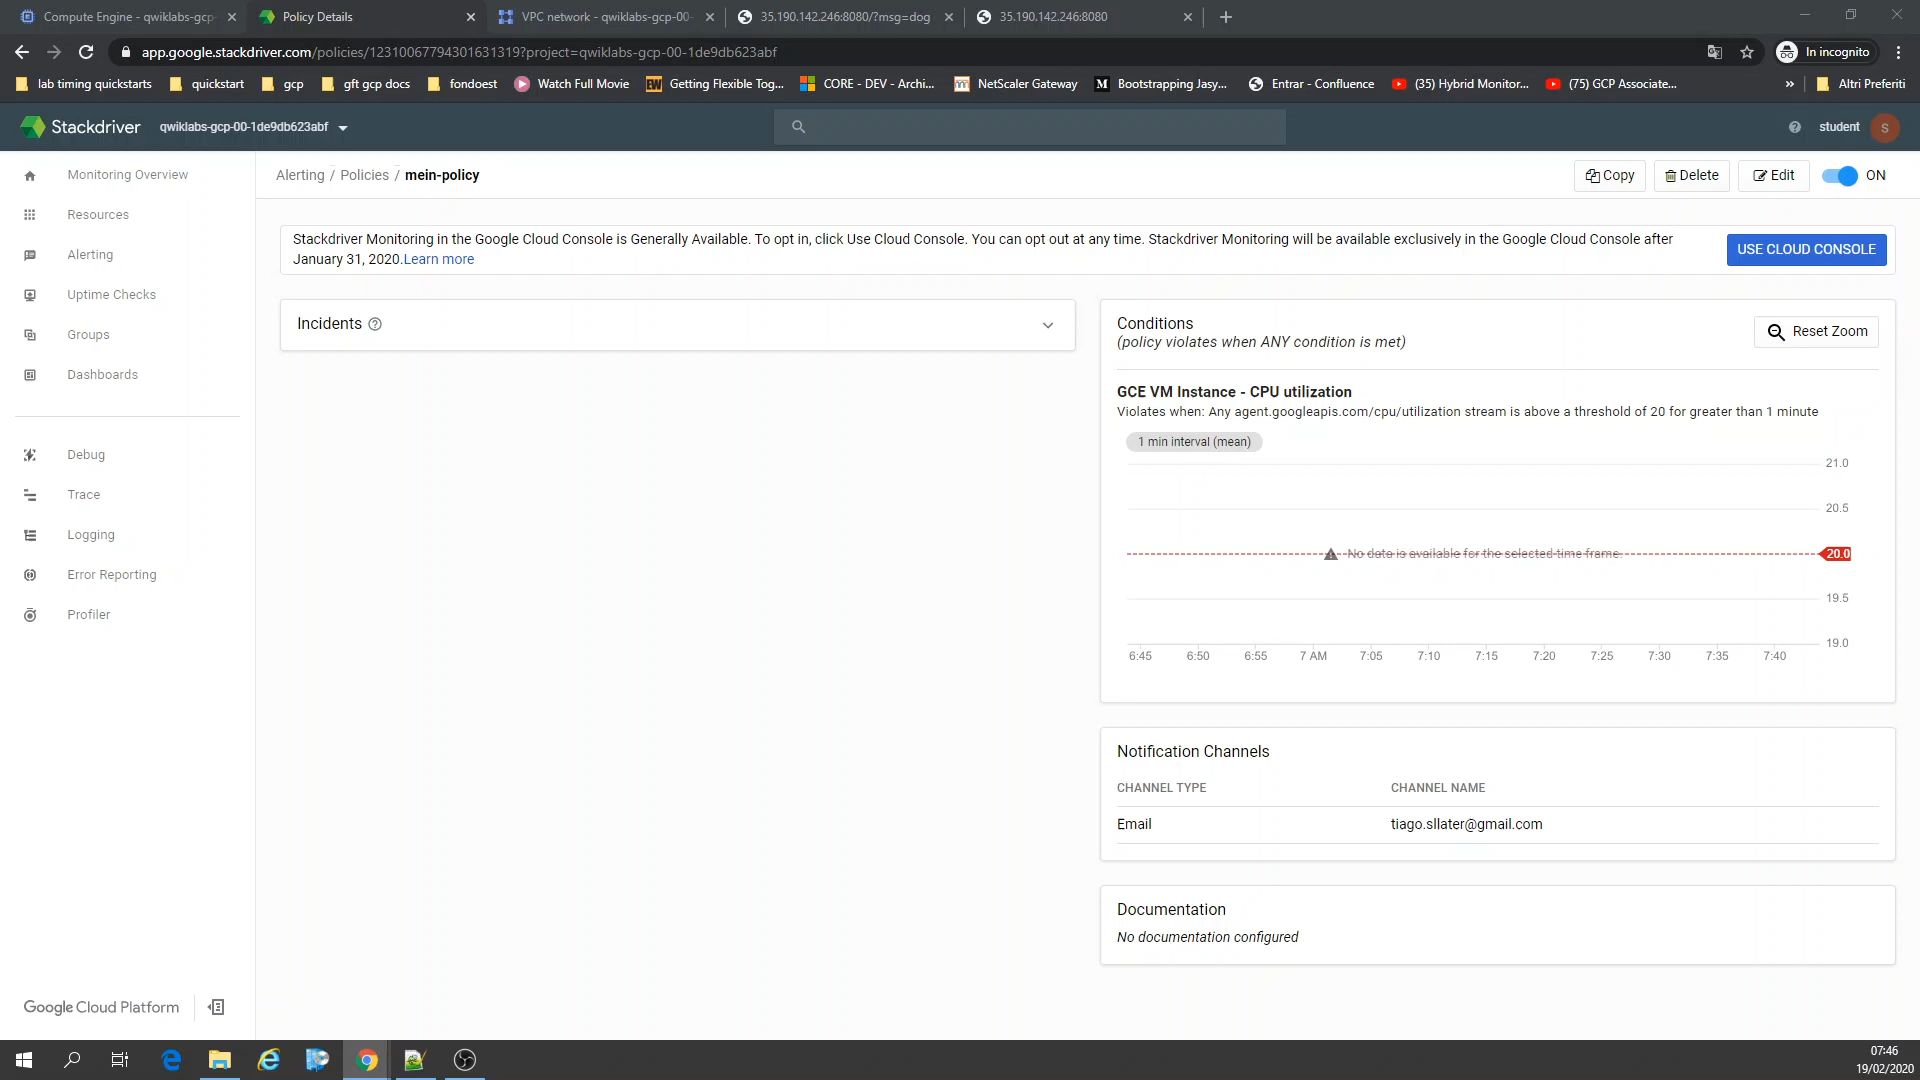 Compute Engine - qwiklabs-gcp-
Policy Details
VPC network - qwiklabs-gcp-00-
35.190.142.246:8080/?msg=dog
35.190.142.246:8080
app.google.stackdriver.com/policies/12310067794301631319?project=qwiklabs-gcp-00-1de9db623abf
In incognito
lab timing quickstarts
quickstart
gcp
gft gcp docs
fondoest
Watch Full Movie
Getting Flexible Tog...
CORE - DEV - Archi...
NetScaler Gateway
Bootstrapping Jasy...
Entrar - Confluence
(35) Hybrid Monitor...
(75) GCP Associate...
»
Altri Preferiti
Stackdriver
qwiklabs-gcp-00-1de9db623abf
student
S
Monitoring Overview
Resources
Alerting
Uptime Checks
Groups
Dashboards
Debug
Trace
Logging
Error Reporting
Profiler
Google Cloud Platform
Alerting / Policies / mein-policy
Copy
Delete
Edit
ON
Stackdriver Monitoring in the Google Cloud Console is Generally Available. To opt in, click Use Cloud Console. You can opt out at any time. Stackdriver Monitoring will be available exclusively in the Google Cloud Console after
January 31, 2020.Learn more
USE CLOUD CONSOLE
Incidents
Conditions
(policy violates when ANY condition is met)
Reset Zoom
GCE VM Instance - CPU utilization
Violates when: Any agent.googleapis.com/cpu/utilization stream is above a threshold of 20 for greater than 1 minute
1 min interval (mean)
21.0
20.5
No data is available for the selected time frame.
20.0
19.5
19.0
6:45 6:50 6:55 7 AM 7:05 7:10 7:15 7:20 7:25 7:30 7:35 7:40
Notification Channels
CHANNEL TYPE CHANNEL NAME
Email tiago.sllater@gmail.com
Documentation
No documentation configured
07:46
19/02/2020